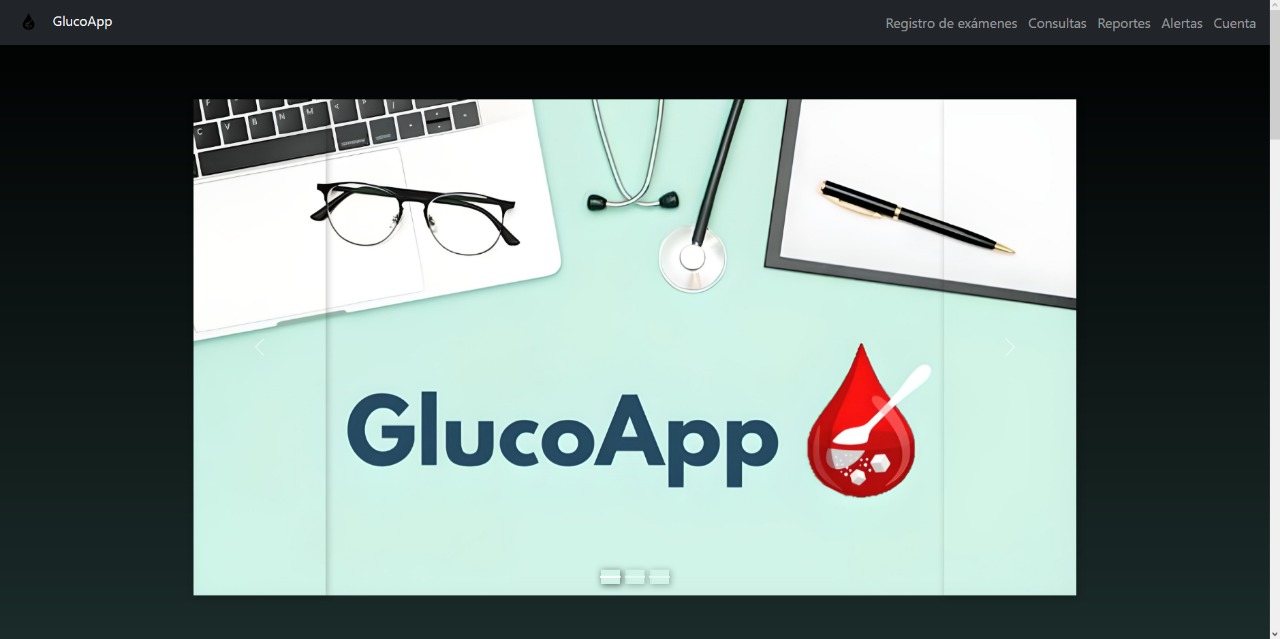 GlucoApp
Registro de exámenes Consultas Reportes Alertas Cuenta
F
C V B N M
GlucoApp